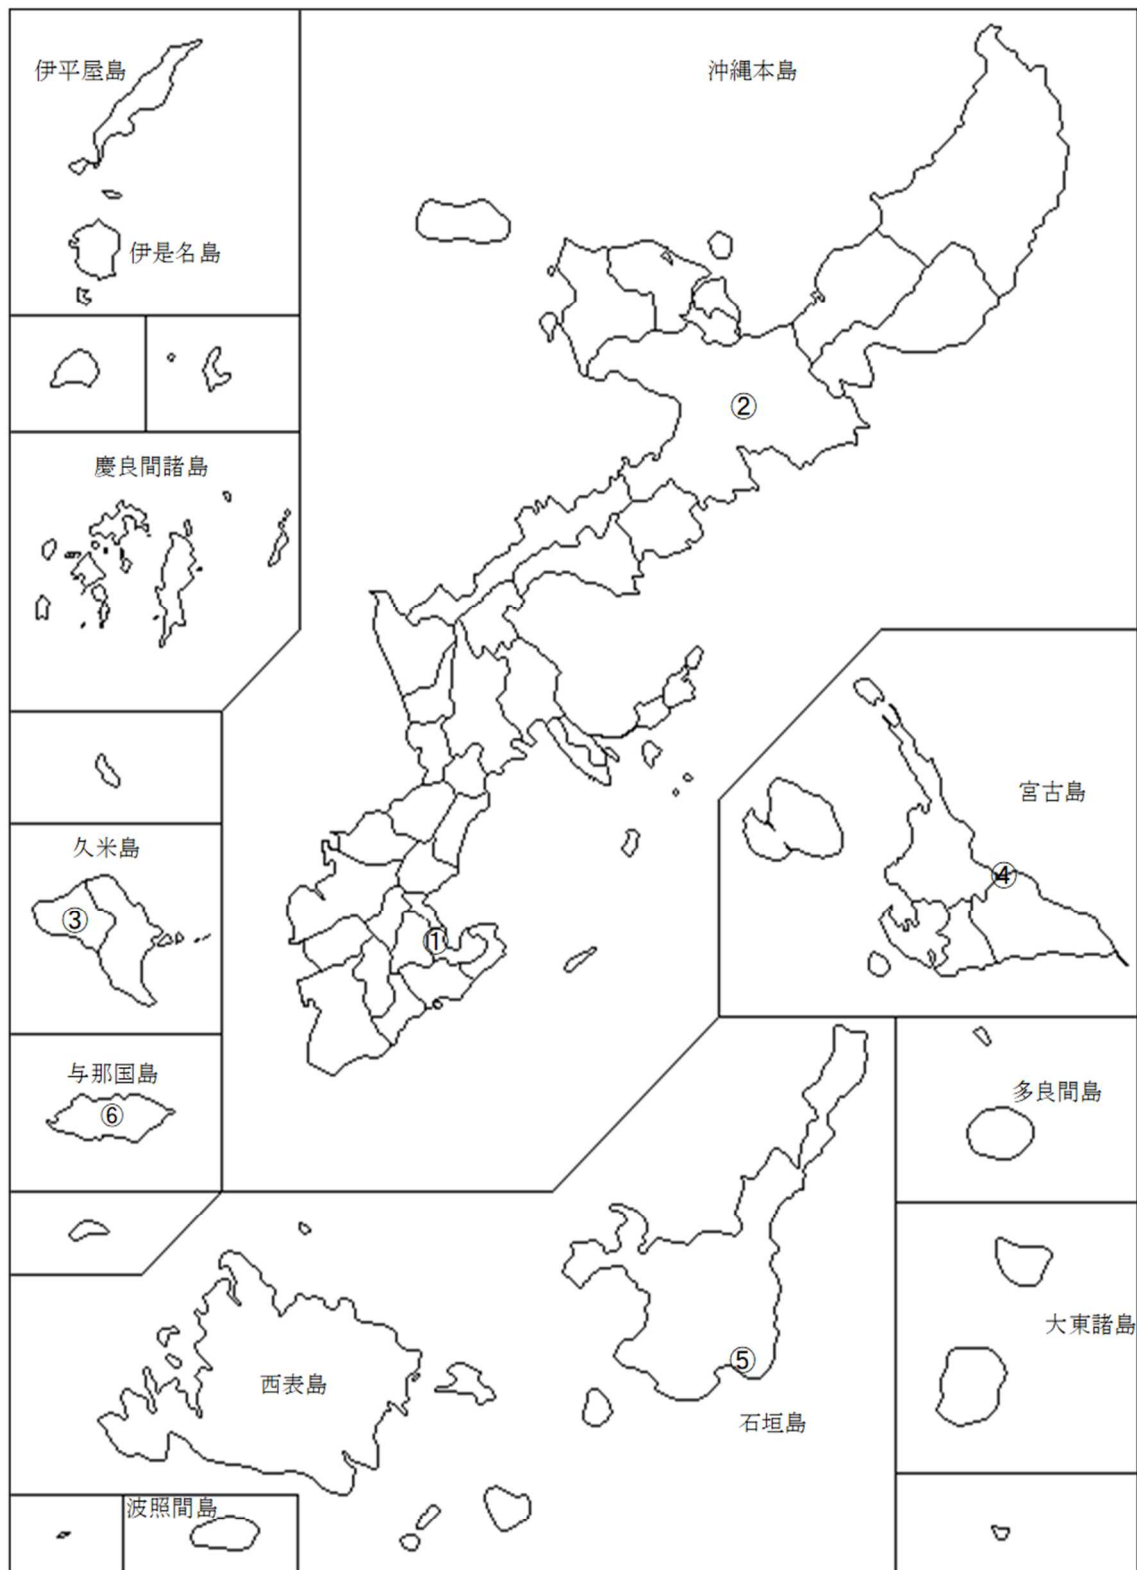 伊平屋島
沖縄本島
伊是名島
②
慶良間諸島
宮古島
久米島
③
④
①
与那国島
⑥
多良間島
大東諸島
⑤
西表島
石垣島
波照間島